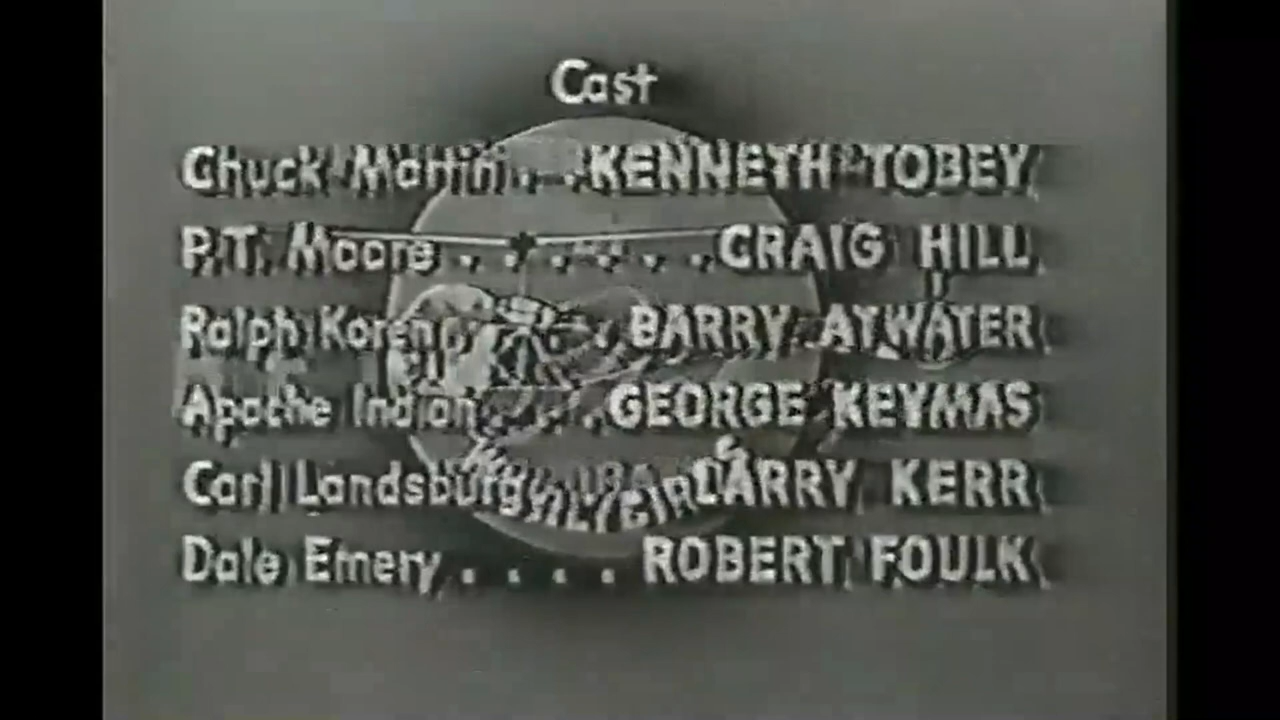 Cast
Chuck Martin . . . KENNETH TOBEY
P.T. Moore . . . . . . CRAIG HILL
Ralph Koren . . . . BARRY ATWATER
Apache Indian . . . . GEORGE KEYMAS
Carl Landsburg LARRY KERR
Dale Emery . . . . ROBERT FOULK